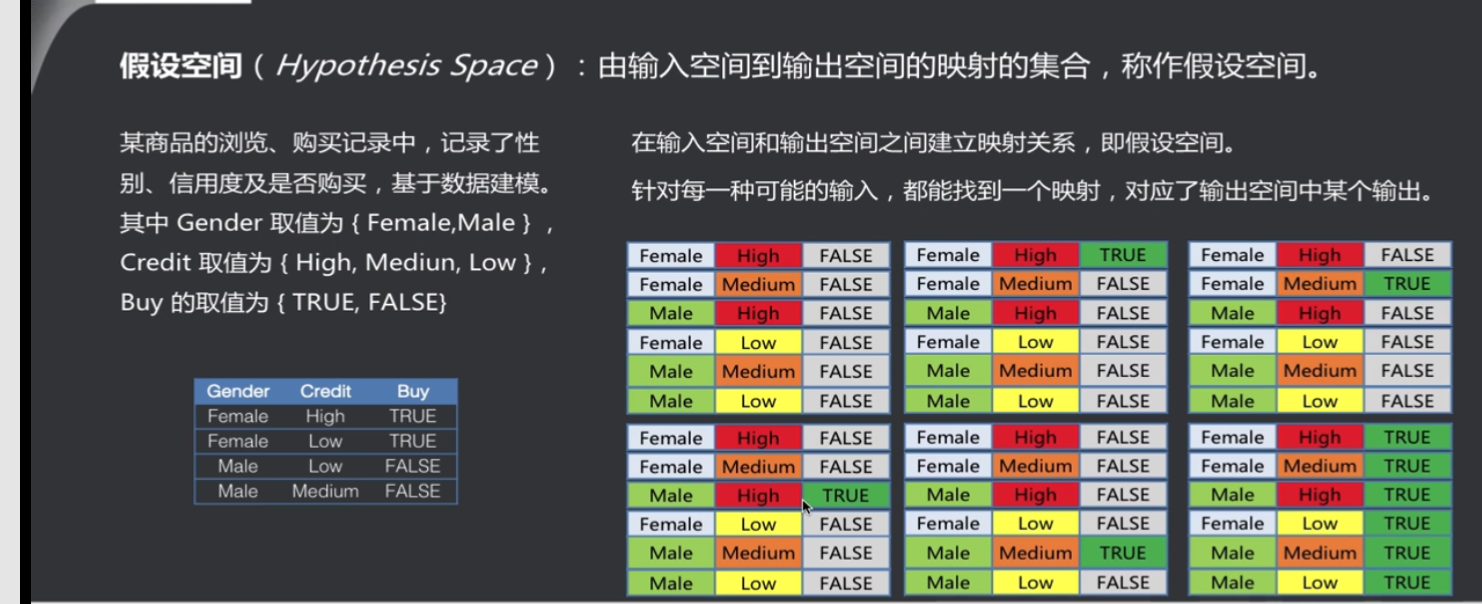 假设空间（Hypothesis Space）：由输入空间到输出空间的映射的集合，称作假设空间。
某商品的浏览、购买记录中，记录了性
别、信用度及是否购买，基于数据建模。
其中 Gender 取值为 { Female,Male }，
Credit 取值为 { High, Mediun, Low }，
Buy 的取值为 { TRUE, FALSE}
Gender Credit Buy
Female High TRUE
Female Low TRUE
Male Low FALSE
Male Medium FALSE
在输入空间和输出空间之间建立映射关系，即假设空间。
针对每一种可能的输入，都能找到一个映射，对应了输出空间中某个输出。
Female High FALSE
Female Medium FALSE
Male High FALSE
Female Low FALSE
Male Medium FALSE
Male Low FALSE
Female High TRUE
Female Medium FALSE
Male High FALSE
Female Low FALSE
Male Medium FALSE
Male Low FALSE
Female High FALSE
Female Medium TRUE
Male High FALSE
Female Low FALSE
Male Medium FALSE
Male Low FALSE
Female High FALSE
Female Medium FALSE
Male High TRUE
Female Low FALSE
Male Medium FALSE
Male Low FALSE
Female High FALSE
Female Medium FALSE
Male High FALSE
Female Low FALSE
Male Medium TRUE
Male Low FALSE
Female High TRUE
Female Medium TRUE
Male High TRUE
Female Low TRUE
Male Medium TRUE
Male Low TRUE